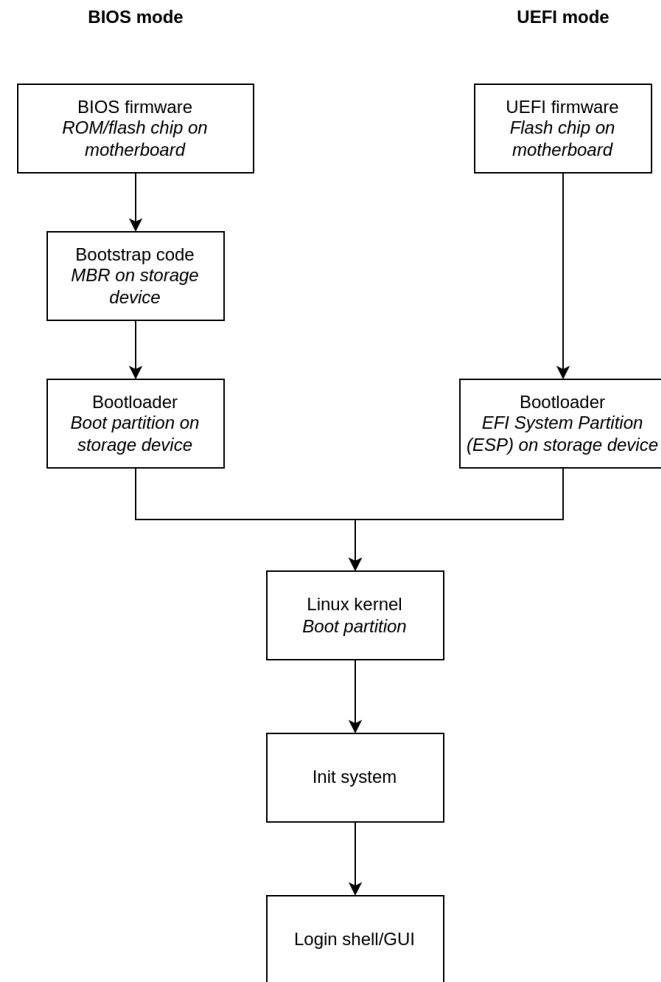 BIOS mode
UEFI mode
BIOS firmware
ROM/flash chip on
motherboard
UEFI firmware
Flash chip on
motherboard
Bootstrap code
MBR on storage
device
Bootloader
Boot partition on
storage device
Bootloader
EFI System Partition
(ESP) on storage device
Linux kernel
Boot partition
Init system
Login shell/GUI